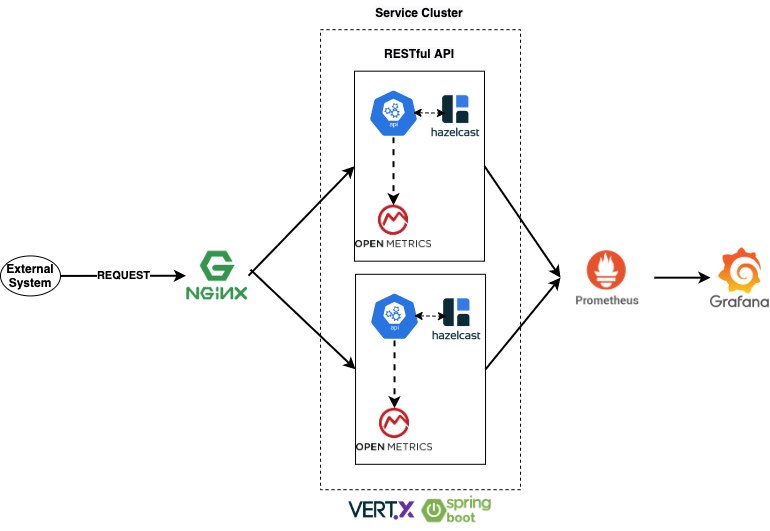 Service Cluster
RESTful API
api
hazelcast
OPEN METRICS
External
System
REQUEST
NGiNX
api
hazelcast
OPEN METRICS
Prometheus
Grafana
VERT.X
spring
boot